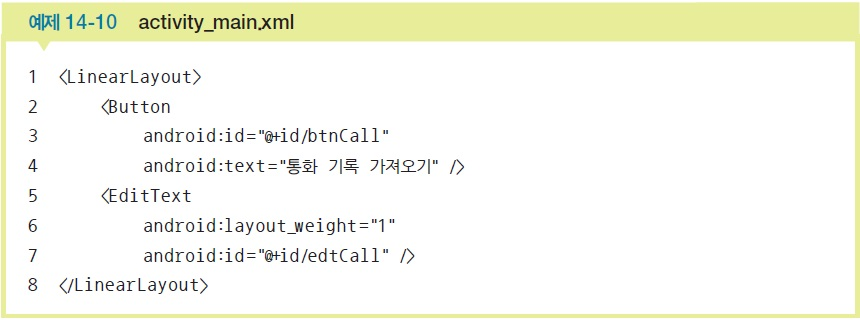 예제 14-10 activity_main.xml
1 <LinearLayout>
2 <Button
3 android:id="@+id/btnCall"
4 android:text="통화 기록 가져오기" />
5 <EditText
6 android:layout_weight="1"
7 android:id="@+id/edtCall" />
8 </LinearLayout>